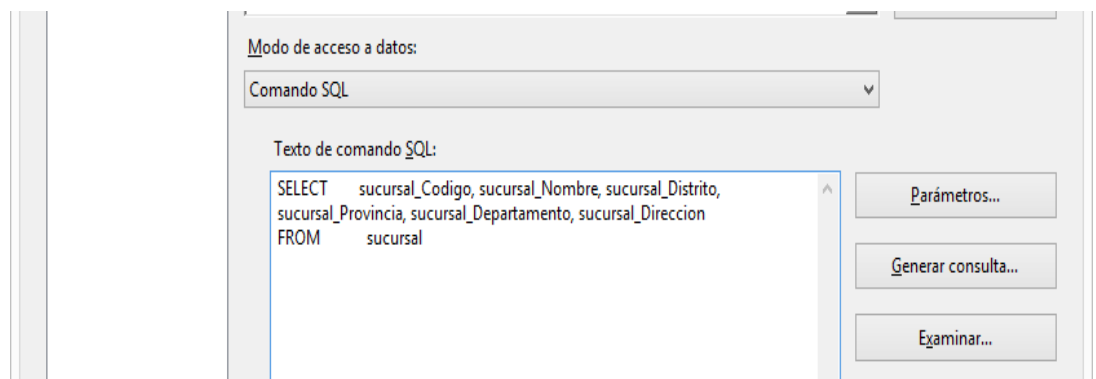 Modo de acceso a datos:
Comando SQL
Texto de comando SQL:
SELECT sucursal_Codigo, sucursal_Nombre, sucursal_Distrito,
sucursal_Provincia, sucursal_Departamento, sucursal_Direccion
FROM sucursal
Parámetros...
Generar consulta...
Examinar...